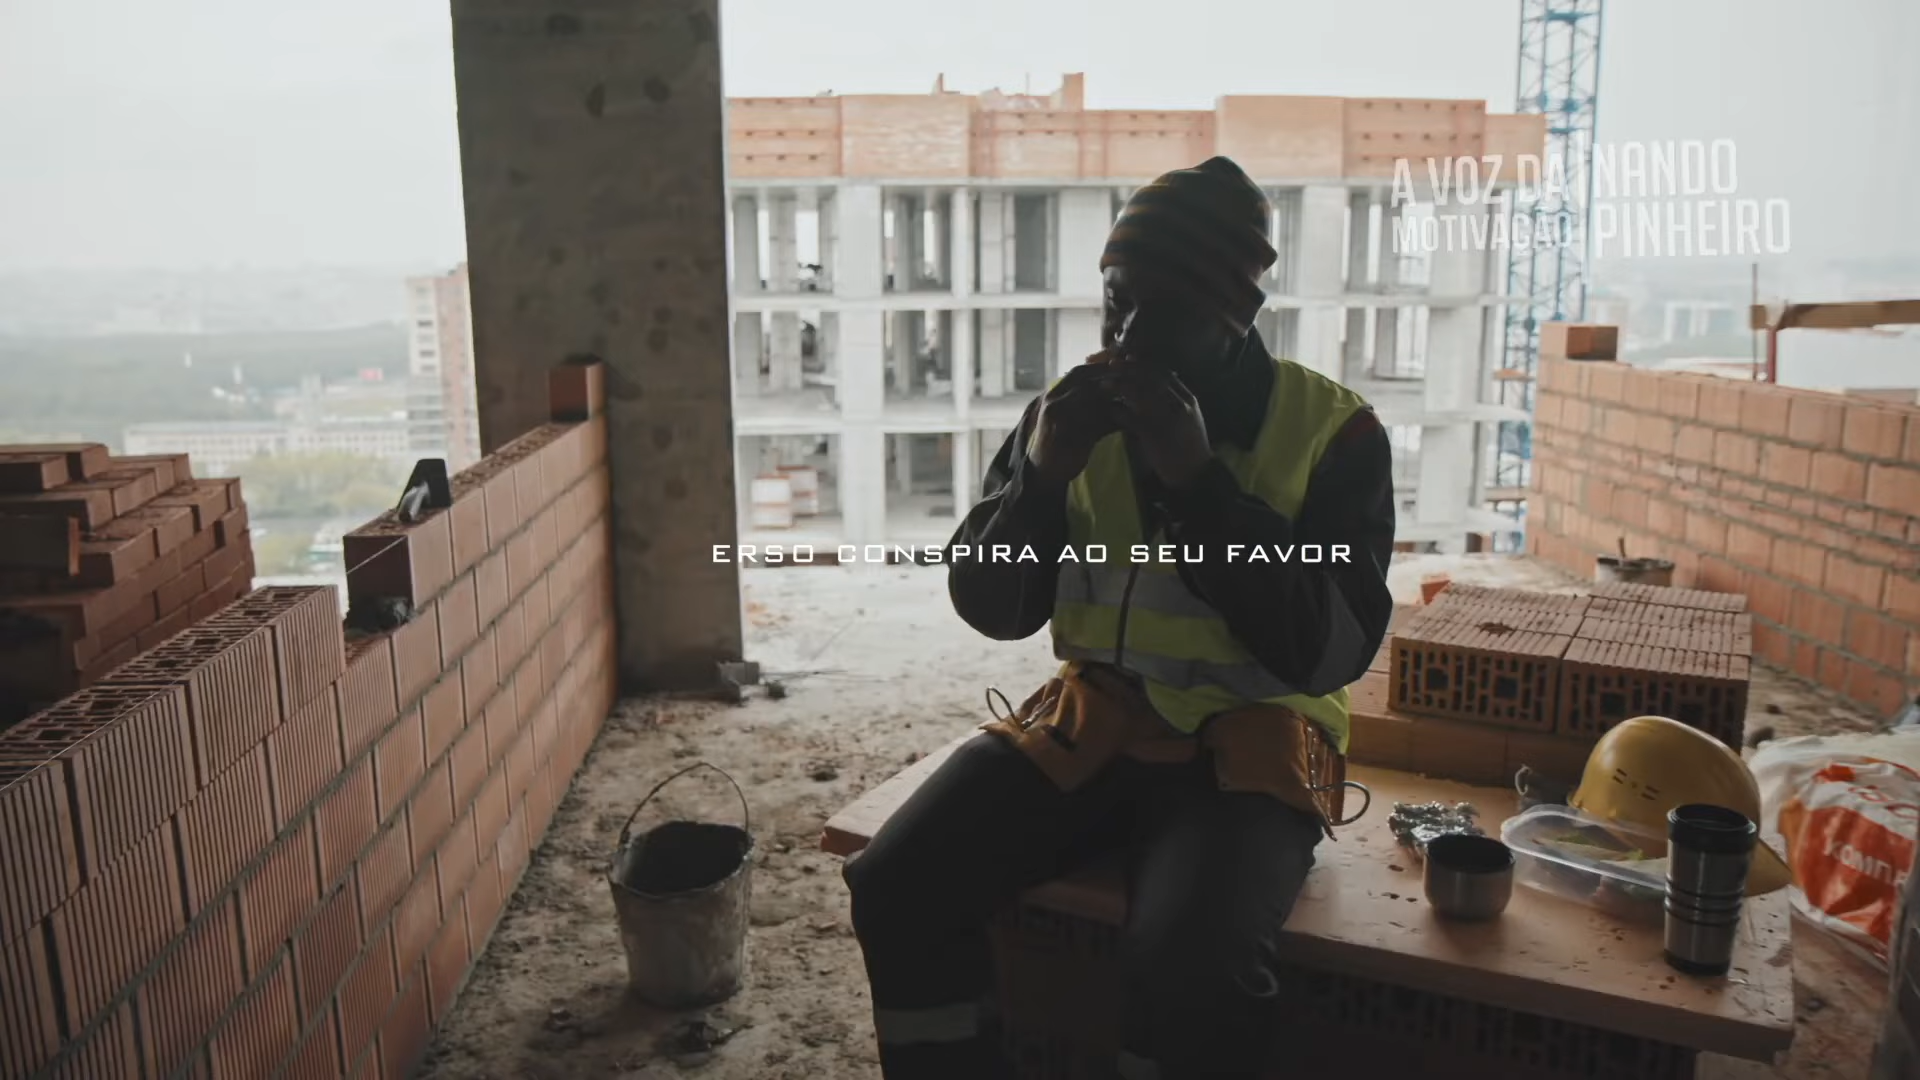 A VOZ DA
MOTIVAÇÃO
NANDO
PINHEIRO
ERSO CONSPIRA AO SEU FAVOR